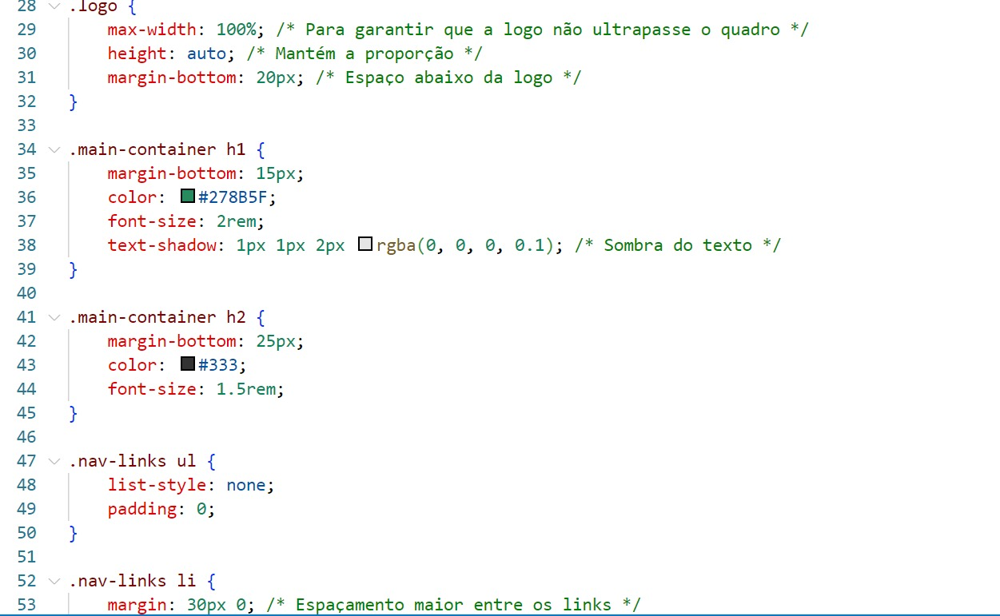 28 .logo {
29 max-width: 100%; /* Para garantir que a logo não ultrapasse o quadro */
30 height: auto; /* Mantém a proporção */
31 margin-bottom: 20px; /* Espaço abaixo da logo */
32 }
33
34 .main-container h1 {
35 margin-bottom: 15px;
36 color: #278B5F;
37 font-size: 2rem;
38 text-shadow: 1px 1px 2px rgba(0, 0, 0, 0.1); /* Sombra do texto */
39 }
40
41 .main-container h2 {
42 margin-bottom: 25px;
43 color: #333;
44 font-size: 1.5rem;
45 }
46
47 .nav-links ul {
48 list-style: none;
49 padding: 0;
50 }
51
52 .nav-links li {
53 margin: 30px 0; /* Espaçamento maior entre os links */